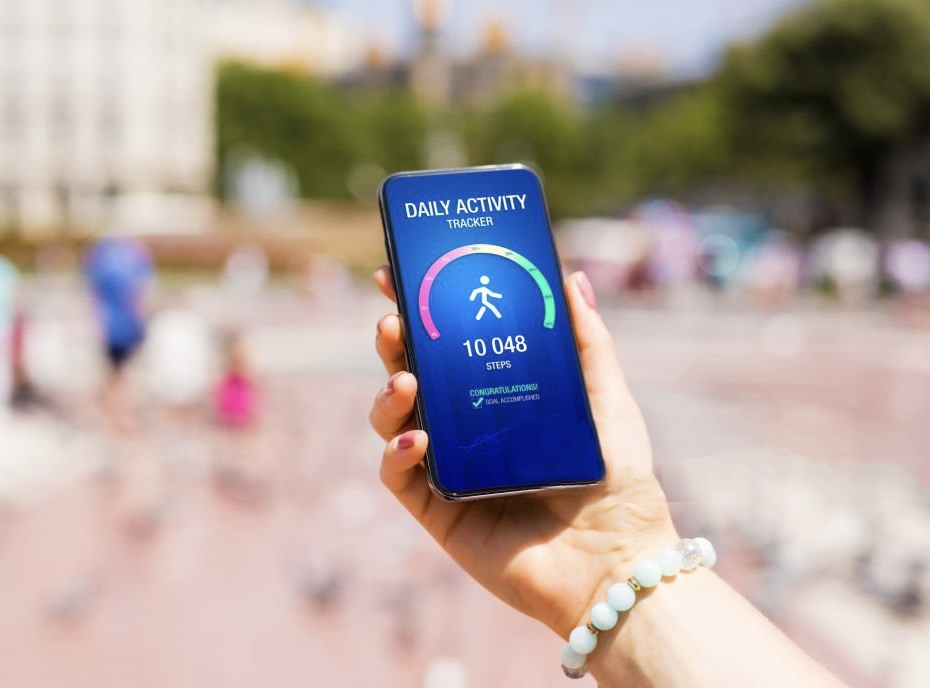 DAILY ACTIVITY
TRACKER
10 048
STEPS
CONGRATULATIONS!
GOAL ACCOMPLISHED